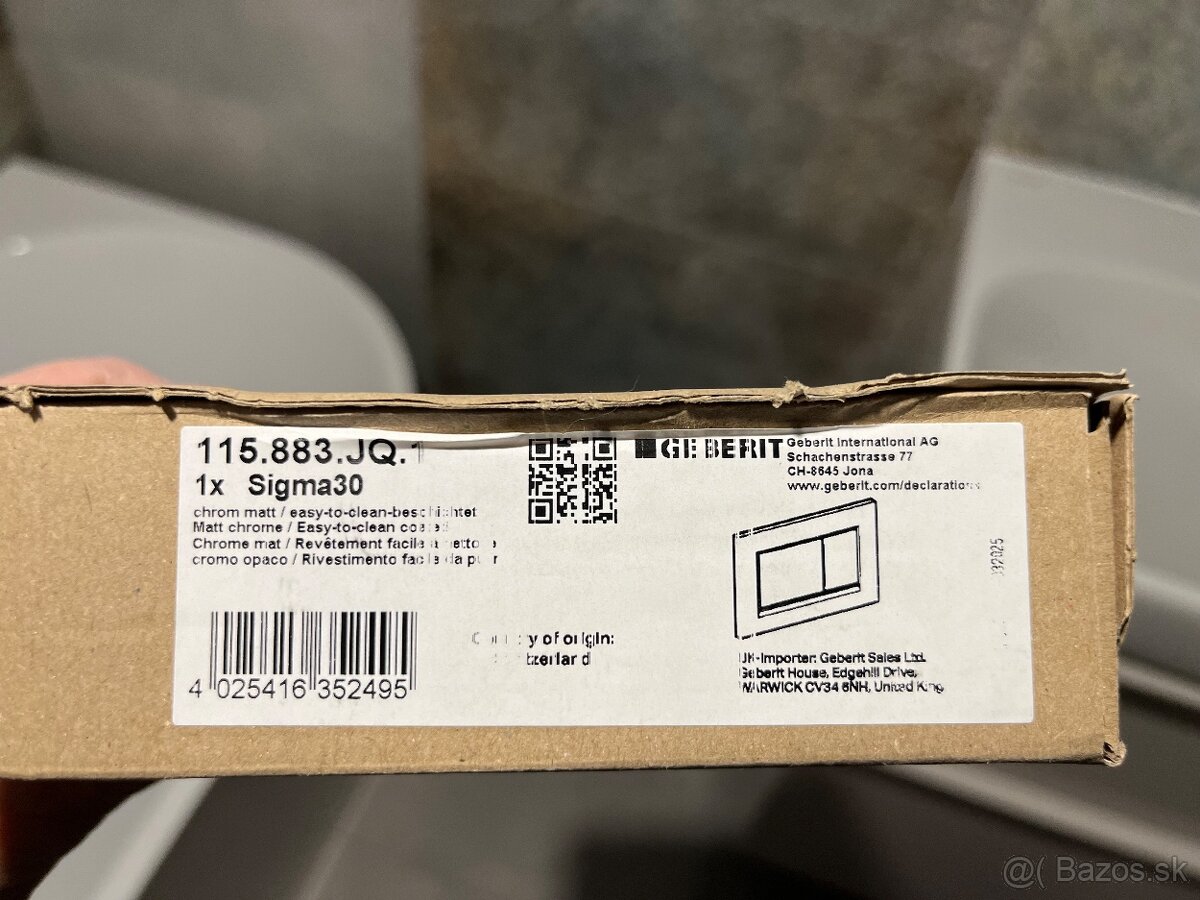 115.883.JQ.1
1x Sigma30
chrom matt / easy-to-clean-beschichtet
Matt chrome / Easy-to-clean coated
Chrome mat / Revêtement facile à
cromo opaco / Rivestimento facile da
4 025416 352495
Country of origin:
Switzerland
GEBERIT
Geberit International AG
Schachenstrasse 77
CH-8645 Jona
www.geberit.com/declarations
UK-Importer: Geberit Sales Ltd.
Geberit House, Edgehill Drive,
WARWICK CV34 6NH, United King
@( Bazos.sk